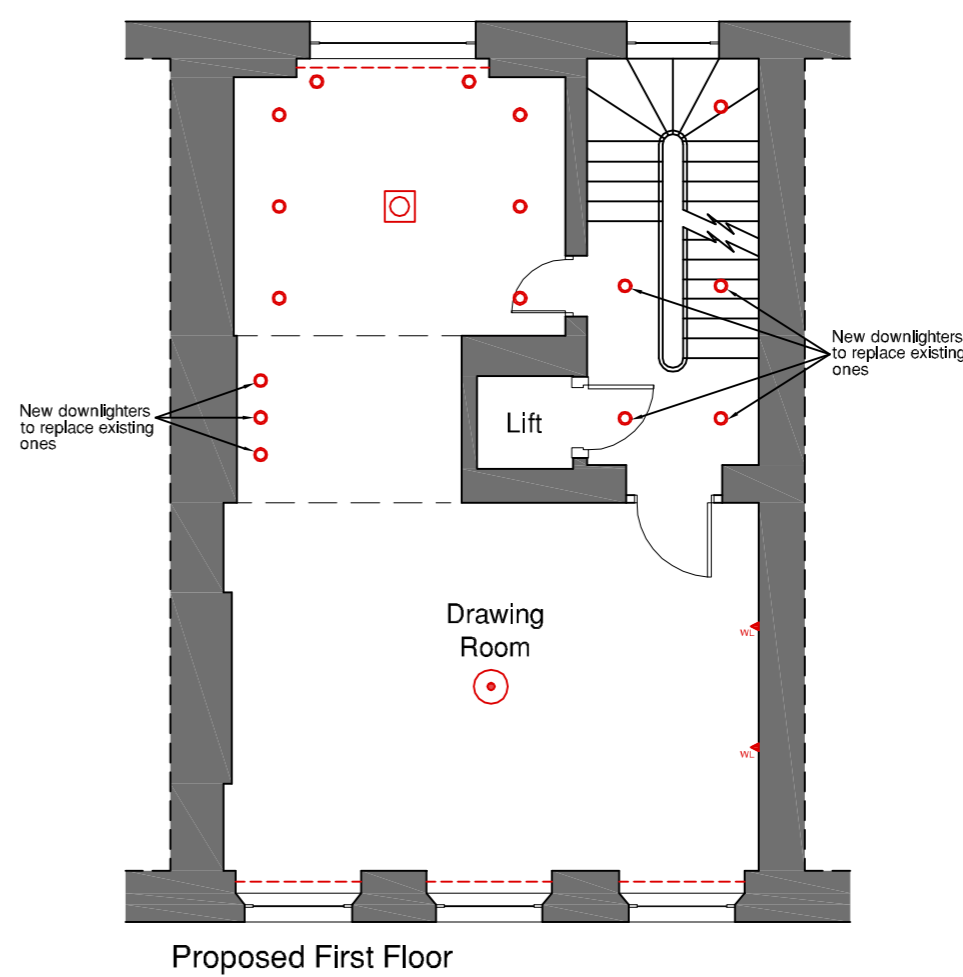 New downlighters
to replace existing
ones
New downlighters
to replace existing
ones
Lift
Drawing
Room
WL
WL
Proposed First Floor